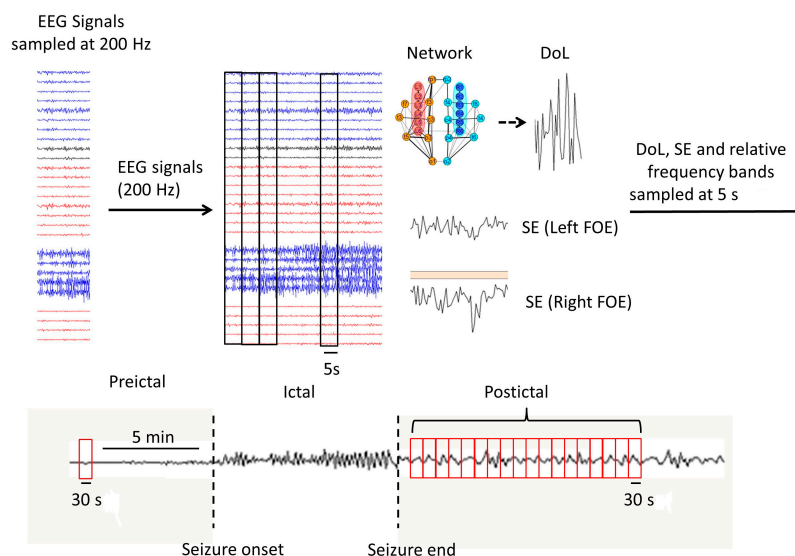 EEG Signals
sampled at 200 Hz
Network
DoL
EEG signals
(200 Hz)
DoL, SE and relative
frequency bands
sampled at 5 s
SE (Left FOE)
SE (Right FOE)
5s
Preictal
Ictal
Postictal
5 min
30 s
30 s
Seizure onset
Seizure end